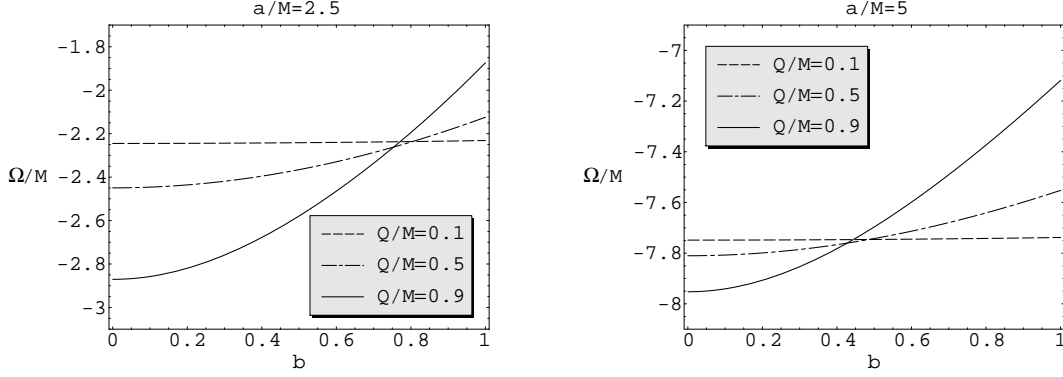 a/M=2.5
-1.8
-2
-2.2
-2.4
-2.6
-2.8
-3
Ω/M
Q/M=0.1
Q/M=0.5
Q/M=0.9
0 0.2 0.4 0.6 0.8 1
b
a/M=5
-7
-7.2
-7.4
-7.6
-7.8
-8
Ω/M
Q/M=0.1
Q/M=0.5
Q/M=0.9
0 0.2 0.4 0.6 0.8 1
b